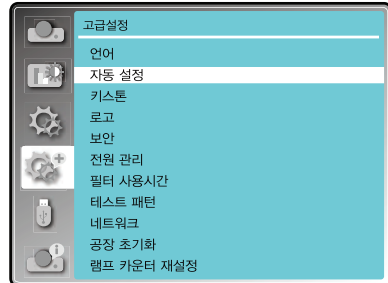 고급설정
언어
자동 설정
키스톤
로고
보안
전원 관리
필터 사용시간
테스트 패턴
네트워크
공장 초기화
램프 카운터 재설정